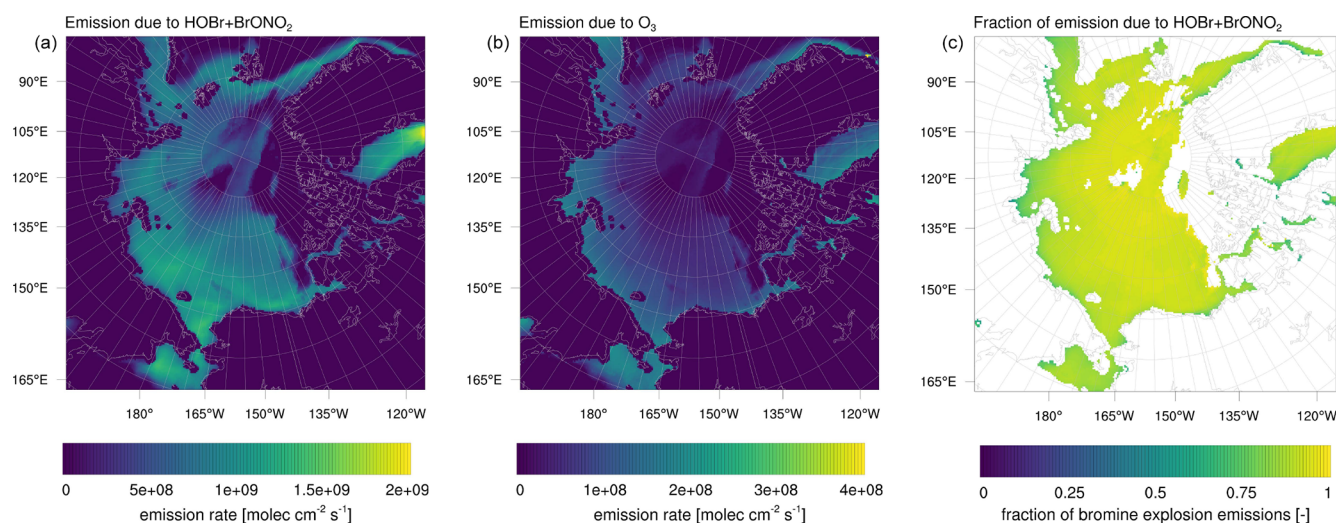 Emission due to HOBr+BrONO₂
(a)
90°E
105°E
120°E
135°E
150°E
165°E
180° 165°W 150°W 135°W 120°W
0 5e+08 1e+09 1.5e+09 2e+09
emission rate [molec cm⁻² s⁻¹]
Emission due to O₃
(b)
90°E
105°E
120°E
135°E
150°E
165°E
180° 165°W 150°W 135°W 120°W
0 1e+08 2e+08 3e+08 4e+08
emission rate [molec cm⁻² s⁻¹]
Fraction of emission due to HOBr+BrONO₂
(c)
90°E
105°E
120°E
135°E
150°E
165°E
180° 165°W 150°W 135°W 120°W
0 0.25 0.5 0.75 1
fraction of bromine explosion emissions [-]